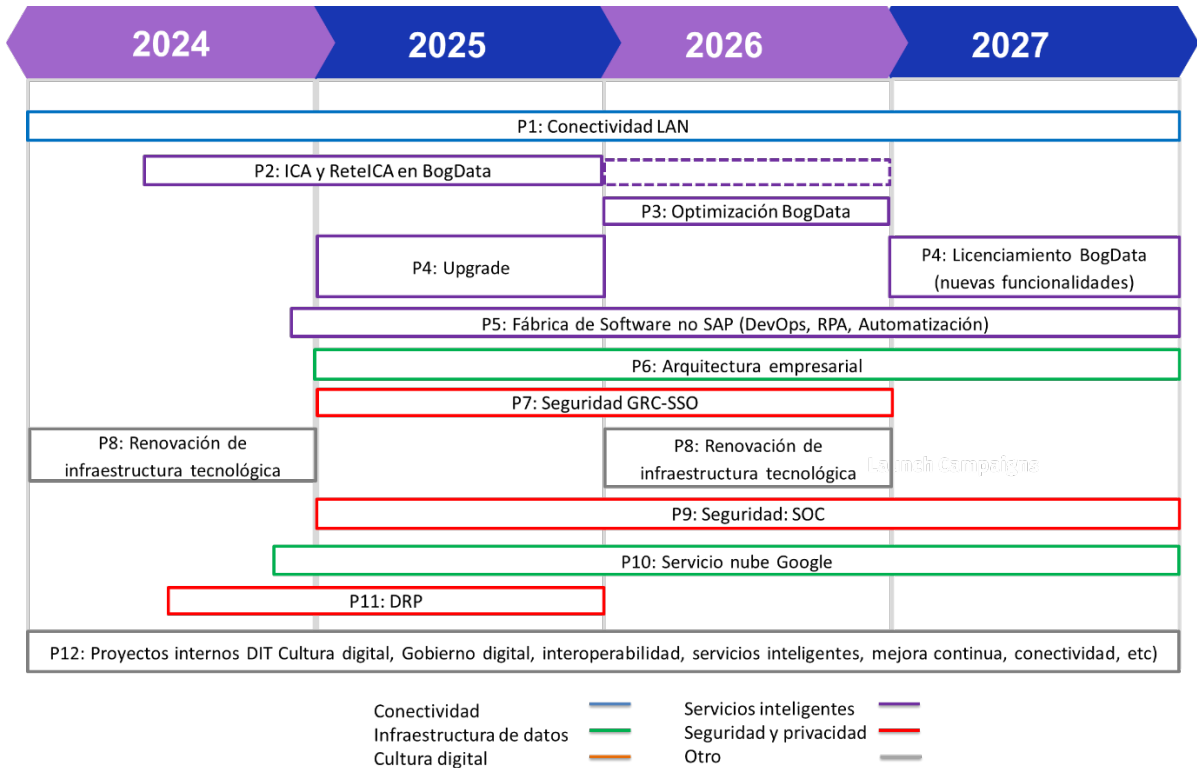 2024
2025
2026
2027
P1: Conectividad LAN
P2: ICA y ReteICA en BogData
P3: Optimización BogData
P4: Upgrade
P4: Licenciamiento BogData
(nuevas funcionalidades)
P5: Fábrica de Software no SAP (DevOps, RPA, Automatización)
P6: Arquitectura empresarial
P7: Seguridad GRC-SSO
P8: Renovación de
infraestructura tecnológica
P8: Renovación de
infraestructura tecnológica
Launch Campaigns
P9: Seguridad: SOC
P10: Servicio nube Google
P11: DRP
P12: Proyectos internos DIT Cultura digital, Gobierno digital, interoperabilidad, servicios inteligentes, mejora continua, conectividad, etc)
Conectividad
Infraestructura de datos
Cultura digital
Servicios inteligentes
Seguridad y privacidad
Otro